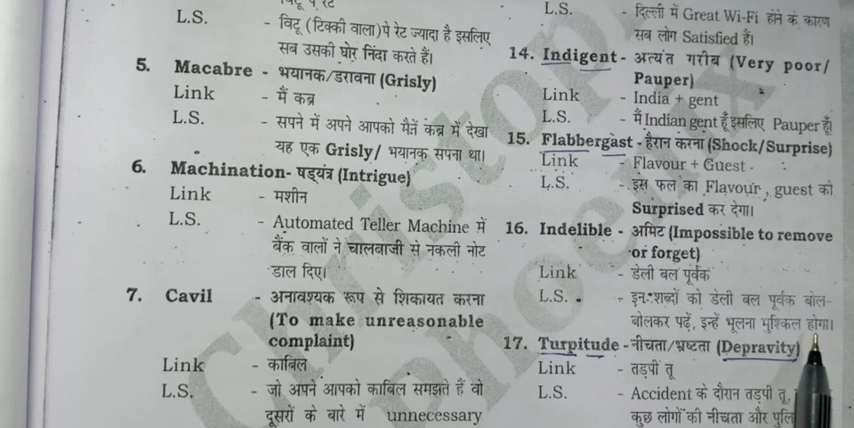 L.S. - विटू (टिक्की वाला)पे रेट ज्यादा है इसलिए
सब उसकी घोर निंदा करते हैं।
5. Macabre - भयानक/डरावना (Grisly)
Link - मैं कब्र
L.S. - सपने में अपने आपको मैनें कब्र में देखा
यह एक Grisly/ भयानक सपना था।
6. Machination- षड्यंत्र (Intrigue)
Link - मशीन
L.S. - Automated Teller Machine में
बैंक वालों ने चालबाजी से नकली नोट
डाल दिए।
7. Cavil - अनावश्यक रूप से शिकायत करना
(To make unreasonable
complaint)
Link - काबिल
L.S. - जो अपने आपको काबिल समझते हैं वो
दूसरों के बारे में unnecessary
L.S. - दिल्ली में Great Wi-Fi होने के कारण
सब लोग Satisfied हैं।
14. Indigent - अत्यंत गरीब (Very poor/
Pauper)
Link - India + gent
L.S. - मैं Indian gent हूँ इसलिए Pauper हूँ।
15. Flabbergast - हैरान करना (Shock/Surprise)
Link - Flavour + Guest
L.S. - इस फल का Flavour, guest को
Surprised कर देगा।
16. Indelible - अमिट (Impossible to remove
or forget)
Link - डेली बल पूर्वक
L.S. - इन शब्दों को डेली बल पूर्वक बोल-
बोलकर पढ़ें, इन्हें भूलना मुश्किल होगा।
17. Turpitude - नीचता/भ्रष्टता (Depravity)
Link - तड़पी तू
L.S. - Accident के दौरान तड़पी तू,
कुछ लोगों की नीचता और
Christopher
phoenix